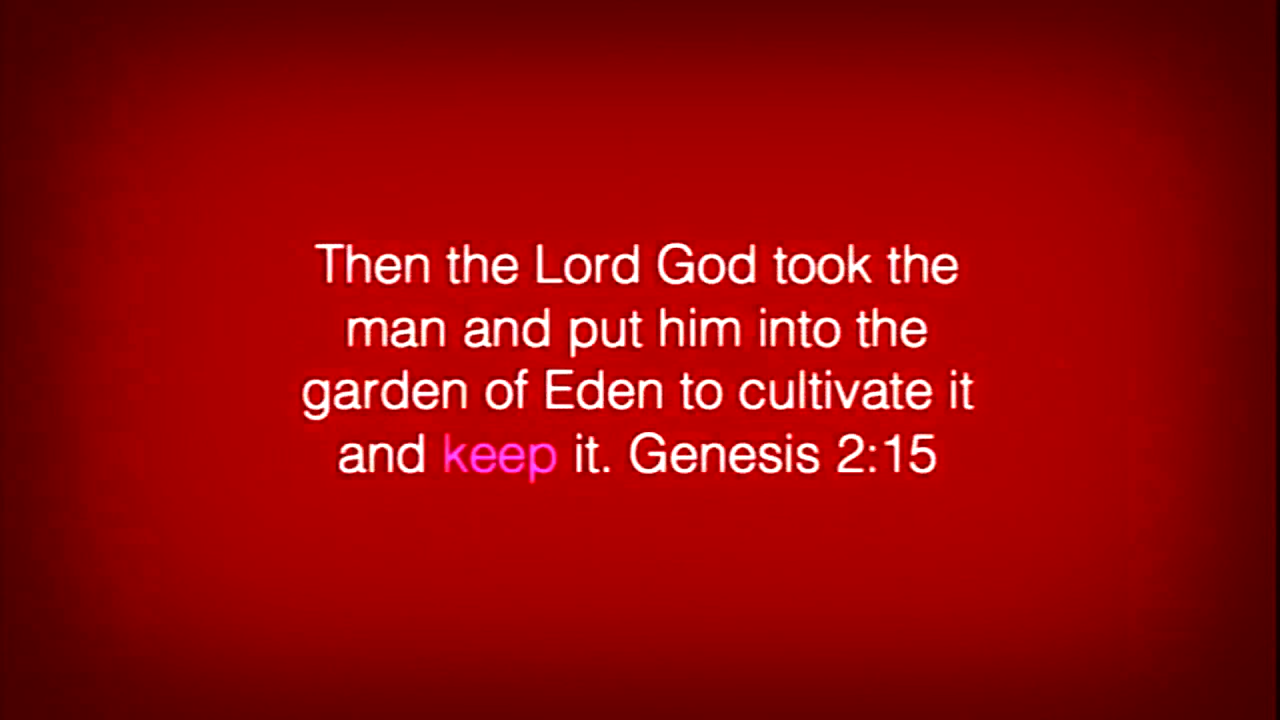 Then the Lord God took the
man and put him into the
garden of Eden to cultivate it
and keep it. Genesis 2:15